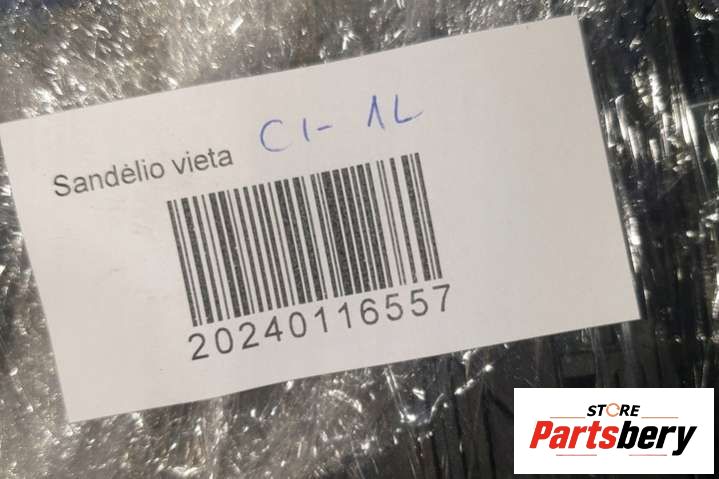 Sandėlio vieta C1-1L
20240116557
STORE
Partsbery